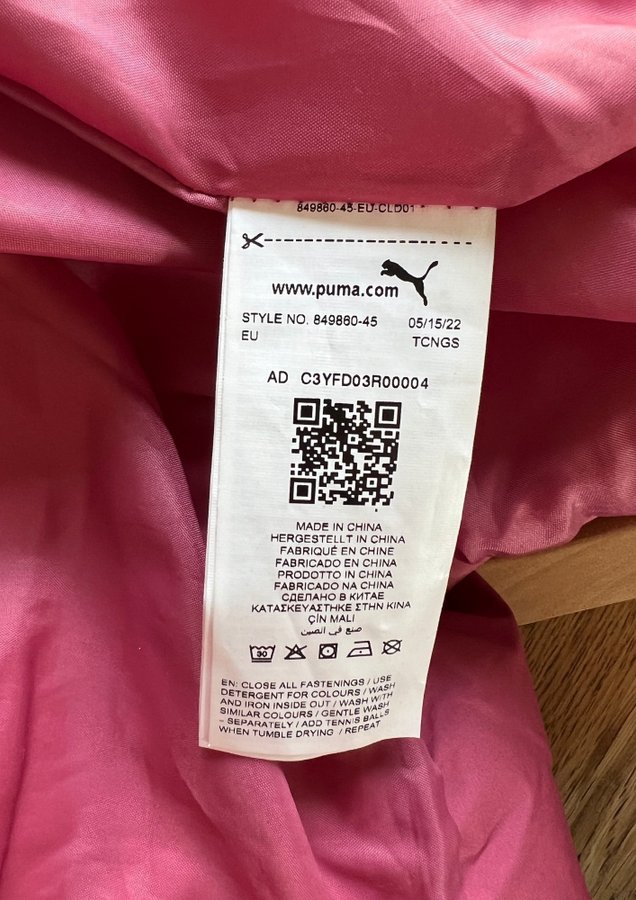 849860-45-EU-CLD01
www.puma.com
STYLE NO. 849860-45 05/15/22
EU TCNGS
AD C3YFD03R00004
MADE IN CHINA
HERGESTELLT IN CHINA
FABRIQUÉ EN CHINE
FABRICADO EN CHINA
PRODOTTO IN CHINA
FABRICADO NA CHINA
СДЕЛАНО В КИТАЕ
ΚΑΤΑΣΚΕΥΑΣΤΗΚΕ ΣΤΗΝ ΚΙΝΑ
ÇİN MALI
صنع في الصين
30
EN: CLOSE ALL FASTENINGS / USE
DETERGENT FOR COLOURS / WASH
AND IRON INSIDE OUT / WASH WITH
SIMILAR COLOURS / GENTLE WASH
- SEPARATELY / ADD TENNIS BALLS
WHEN TUMBLE DRYING / REPEAT